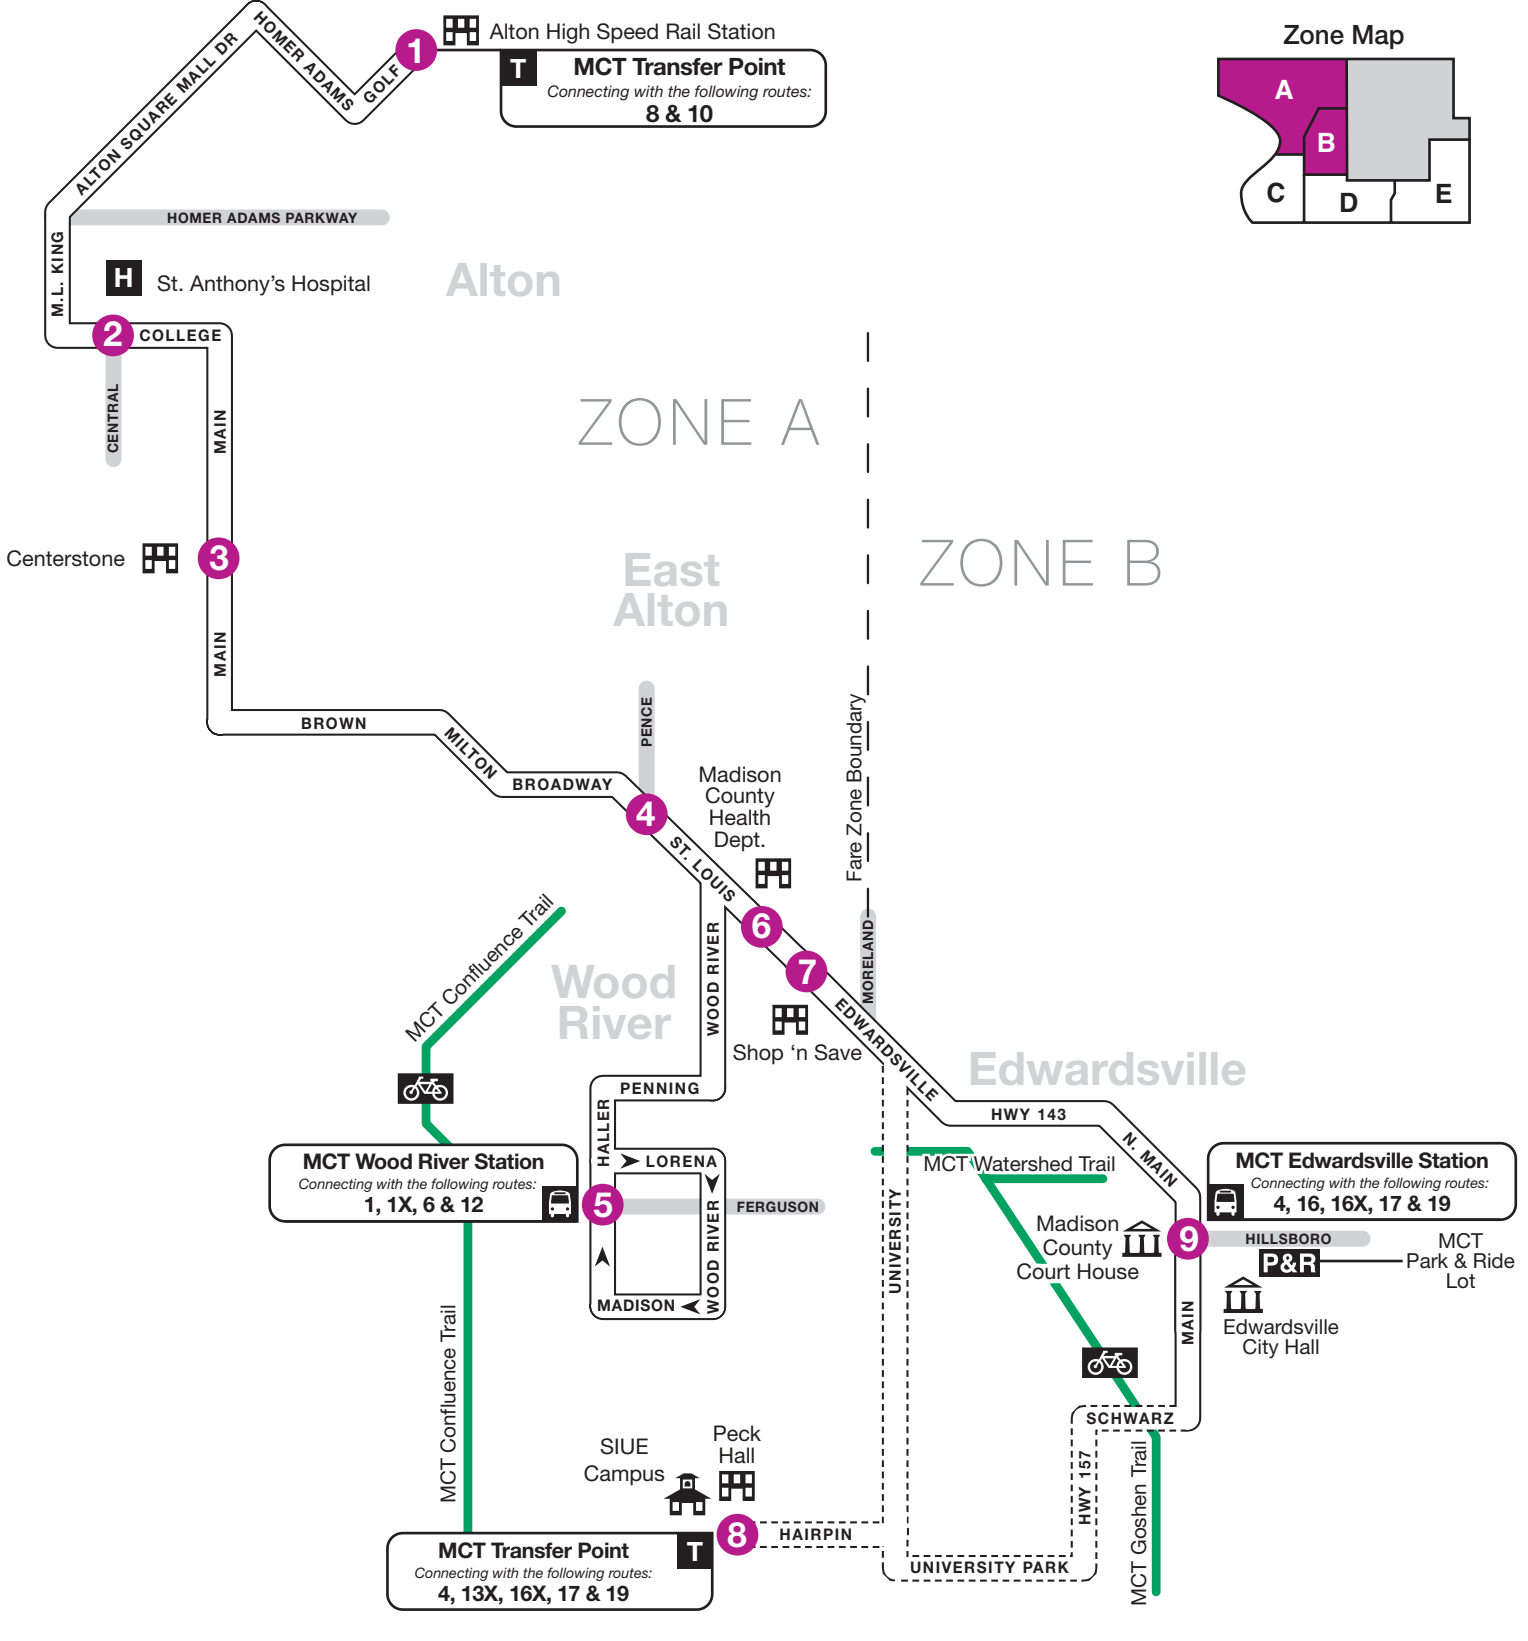 Zone Map
A
B
C
D
E
1
Alton High Speed Rail Station
T
MCT Transfer Point
Connecting with the following routes:
8 & 10
HOMER ADAMS
GOLF
ALTON SQUARE MALL DR
HOMER ADAMS PARKWAY
M.L. KING
H
St. Anthony's Hospital
Alton
2
COLLEGE
CENTRAL
MAIN
ZONE A
ZONE B
Centerstone
3
East
Alton
MAIN
BROWN
MILTON
BROADWAY
PENCE
4
ST. LOUIS
Madison
County
Health
Dept.
Fare Zone Boundary
MORELAND
6
7
Shop ‘n Save
EDWARDSVILLE
MCT Confluence Trail
Wood
River
WOOD RIVER
PENNING
HALLER
LORENA
Edwardsville
HWY 143
N. MAIN
MCT Wood River Station
Connecting with the following routes:
1, 1X, 6 & 12
5
FERGUSON
WOOD RIVER
MADISON
MCT Watershed Trail
UNIVERSITY
MCT Edwardsville Station
Connecting with the following routes:
4, 16, 16X, 17 & 19
Madison
County
Court House
9
HILLSBORO
P&R
MCT
Park & Ride
Lot
Edwardsville
City Hall
MAIN
MCT Confluence Trail
SCHWARZ
HWY 157
MCT Goshen Trail
SIUE
Campus
Peck
Hall
8
HAIRPIN
UNIVERSITY PARK
MCT Transfer Point
T
Connecting with the following routes:
4, 13X, 16X, 17 & 19